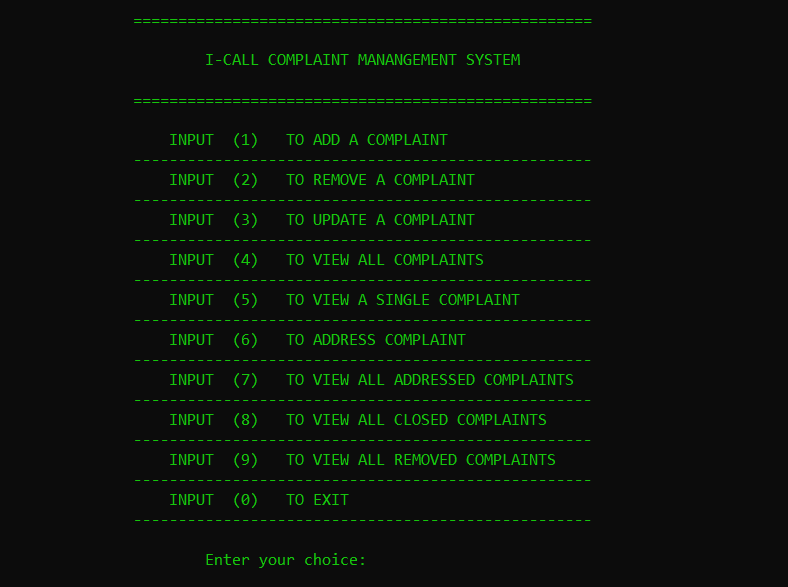 ===================================================
I-CALL COMPLAINT MANANGEMENT SYSTEM
===================================================
INPUT (1) TO ADD A COMPLAINT
---------------------------------------------------
INPUT (2) TO REMOVE A COMPLAINT
---------------------------------------------------
INPUT (3) TO UPDATE A COMPLAINT
---------------------------------------------------
INPUT (4) TO VIEW ALL COMPLAINTS
---------------------------------------------------
INPUT (5) TO VIEW A SINGLE COMPLAINT
---------------------------------------------------
INPUT (6) TO ADDRESS COMPLAINT
---------------------------------------------------
INPUT (7) TO VIEW ALL ADDRESSED COMPLAINTS
---------------------------------------------------
INPUT (8) TO VIEW ALL CLOSED COMPLAINTS
---------------------------------------------------
INPUT (9) TO VIEW ALL REMOVED COMPLAINTS
---------------------------------------------------
INPUT (0) TO EXIT
---------------------------------------------------
Enter your choice: